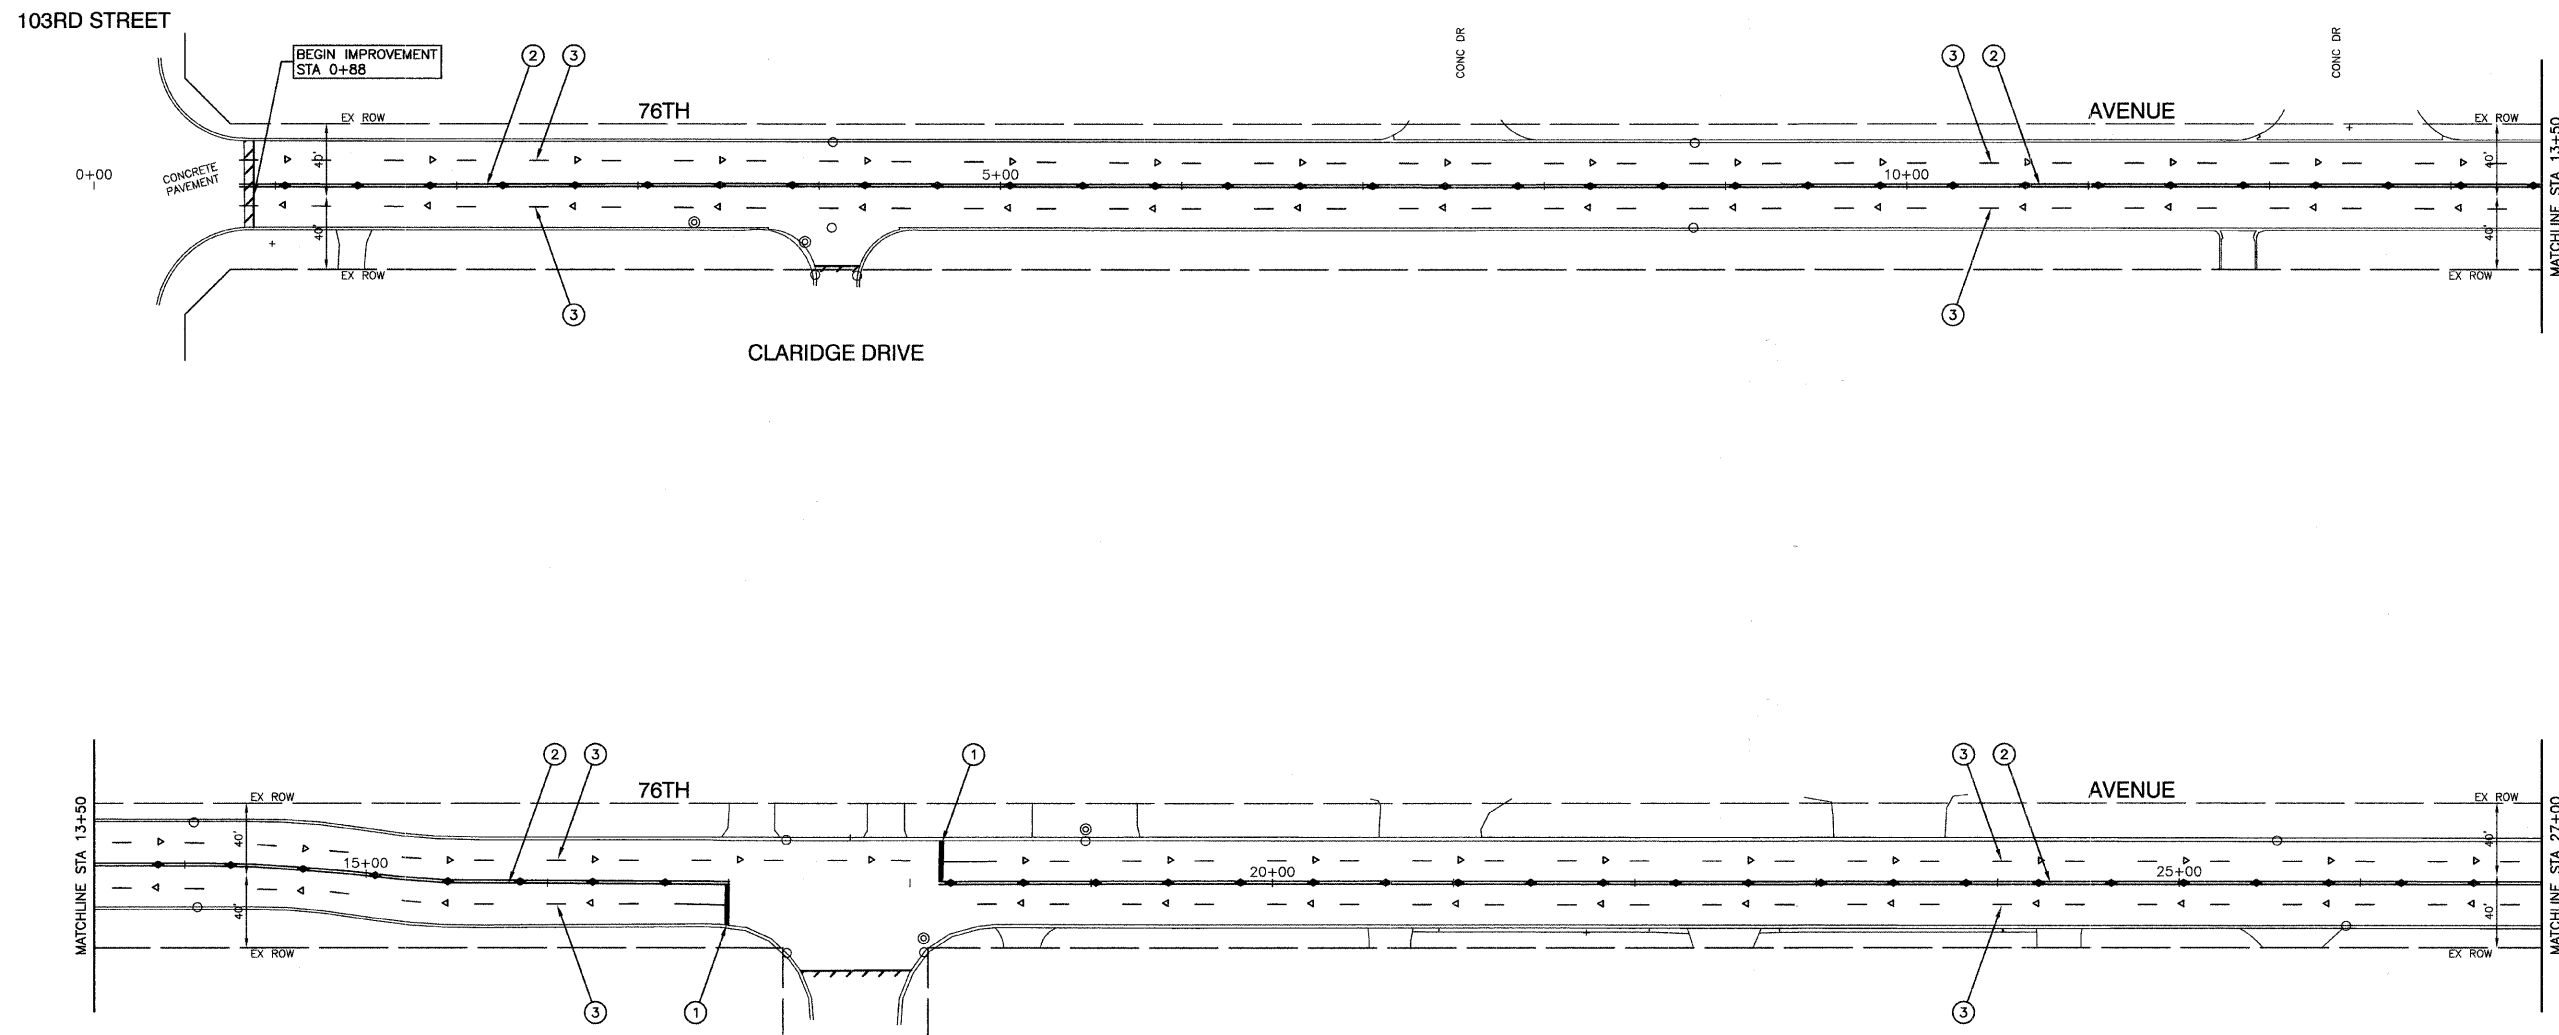 103RD STREET
BEGIN IMPROVEMENT
STA 0+88
2
3
CONC DR
3
2
CONC DR
76TH
AVENUE
EX ROW
EX ROW
40'
40'
0+00
CONCRETE
PAVEMENT
5+00
10+00
MATCHLINE STA 13+50
40'
40'
EX ROW
EX ROW
3
3
CLARIDGE DRIVE
2
3
1
3
2
76TH
AVENUE
EX ROW
EX ROW
MATCHLINE STA 13+50
40'
40'
15+00
20+00
25+00
40'
40'
MATCHLINE STA 27+00
EX ROW
EX ROW
3
1
3